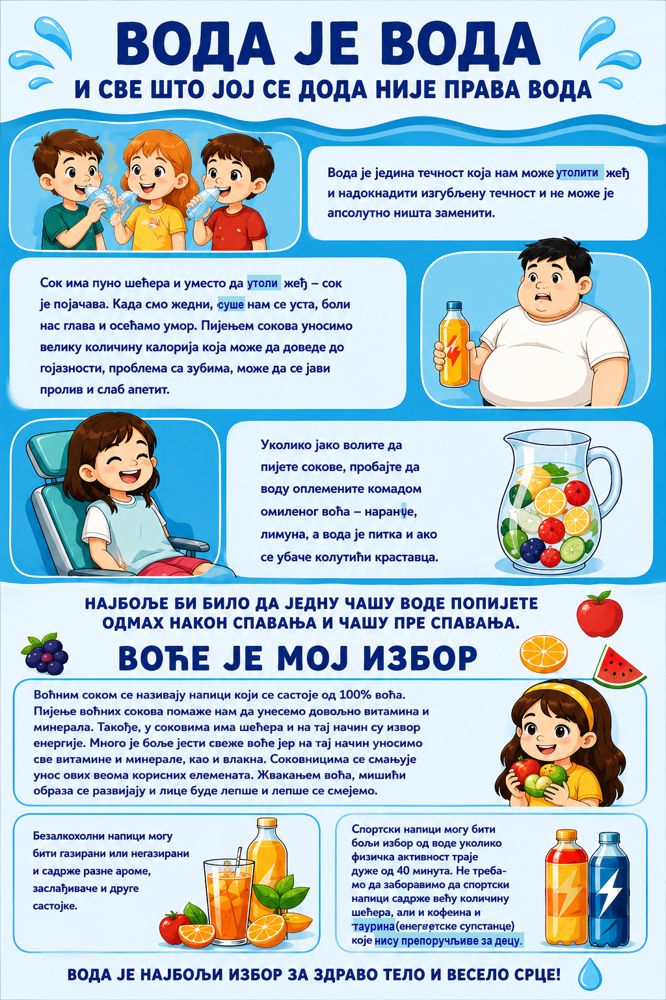 ВОДА ЈЕ ВОДА
И СВЕ ШТО ЈОЈ СЕ ДОДА НИЈЕ ПРАВА ВОДА
Вода је једина течност која нам може утолити жеђ
и надокнадити изгубљену течност и не може је
апсолутно ништа заменити.
Сок има пуно шећера и уместо да утоли жеђ – сок
је појачава. Када смо жедни, суше нам се уста, боли
нас глава и осећамо умор. Пијењем сокова уносимо
велику количину калорија која може да доведе до
гојазности, проблема са зубима, може да се јави
пролив и слаб апетит.
Уколико јако волите да
пијете сокове, пробајте да
воду оплемените комадом
омиленог воћа – наранџе,
лимуна, а вода је питка и ако
се убаче колутићи краставца.
НАЈБОЉЕ БИ БИЛО ДА ЈЕДНУ ЧАШУ ВОДЕ ПОПИЈЕТЕ
ОДМАХ НАКОН СПАВАЊА И ЧАШУ ПРЕ СПАВАЊА.
ВОЋЕ ЈЕ МОЈ ИЗБОР
Воћним соком се називају напици који се састоје од 100% воћа.
Пијење воћних сокова помаже нам да унесемо довољно витамина и
минерала. Такође, у соковима има шећера и на тај начин су извор
енергије. Много је боље јести свеже воће јер на тај начин уносимо
све витамине и минерале, као и влакна. Соковницима се смањује
унос ових веома корисних елемената. Жвакањем воћа, мишићи
образа се развијају и лице буде лепше и лепше се смејемо.
Безалкохолни напици могу
бити газирани или негазирани
и садрже разне ароме,
заслађиваче и друге
састојке.
Спортски напици могу бити
бољи избор од воде уколико
физичка активност траје
дуже од 40 минута. Не треба-
мо да заборавимо да спортски
напици садрже већу количину
шећера, али и кофеина и
таурина(енергетске супстанце)
које нису препоручљиве за децу.
ВОДА ЈЕ НАЈБОЉИ ИЗБОР ЗА ЗДРАВО ТЕЛО И ВЕСЕЛО СРЦЕ!